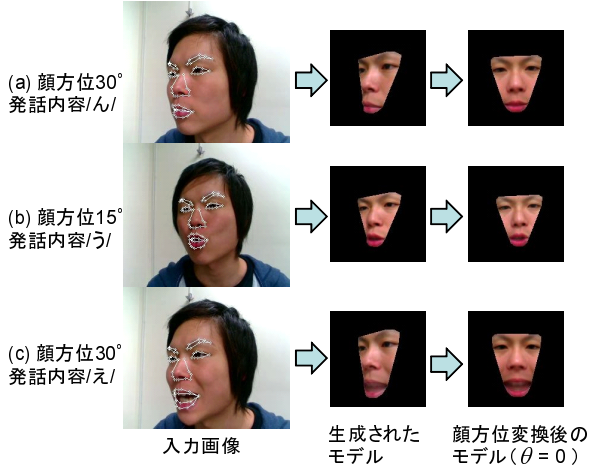 (a) 顔方位30°
発話内容/ん/
(b) 顔方位15°
発話内容/う/
(c) 顔方位30°
発話内容/え/
入力画像
生成された
モデル
顔方位変換後の
モデル(θ = 0 )